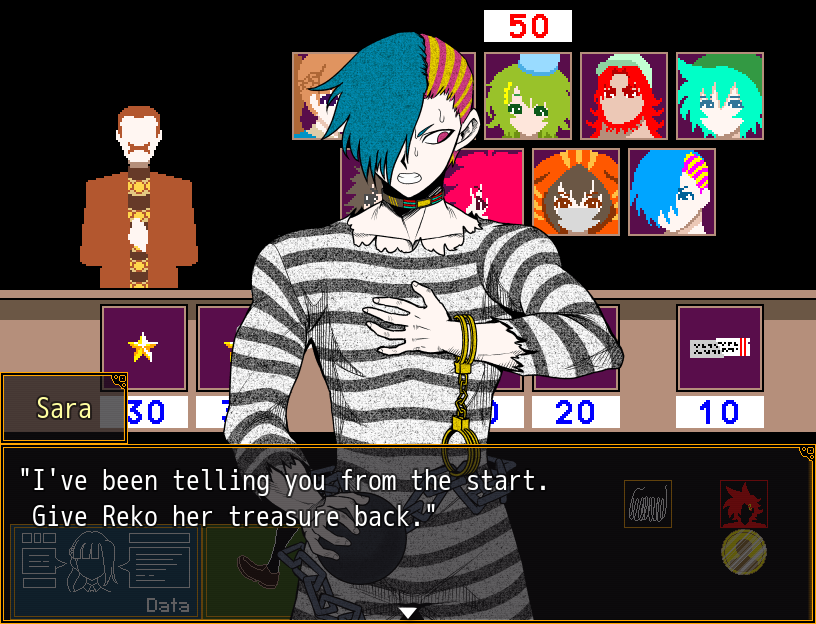 50
30
20
10
Sara
"I've been telling you from the start.
Give Reko her treasure back."
Data